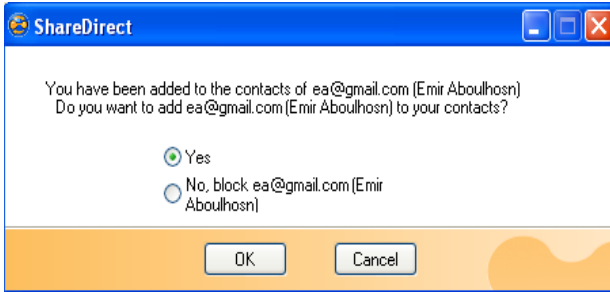 ShareDirect
You have been added to the contacts of ea@gmail.com (Emir Aboulhosn)
Do you want to add ea@gmail.com (Emir Aboulhosn) to your contacts?
Yes
No, block ea@gmail.com (Emir
Aboulhosn)
OK
Cancel